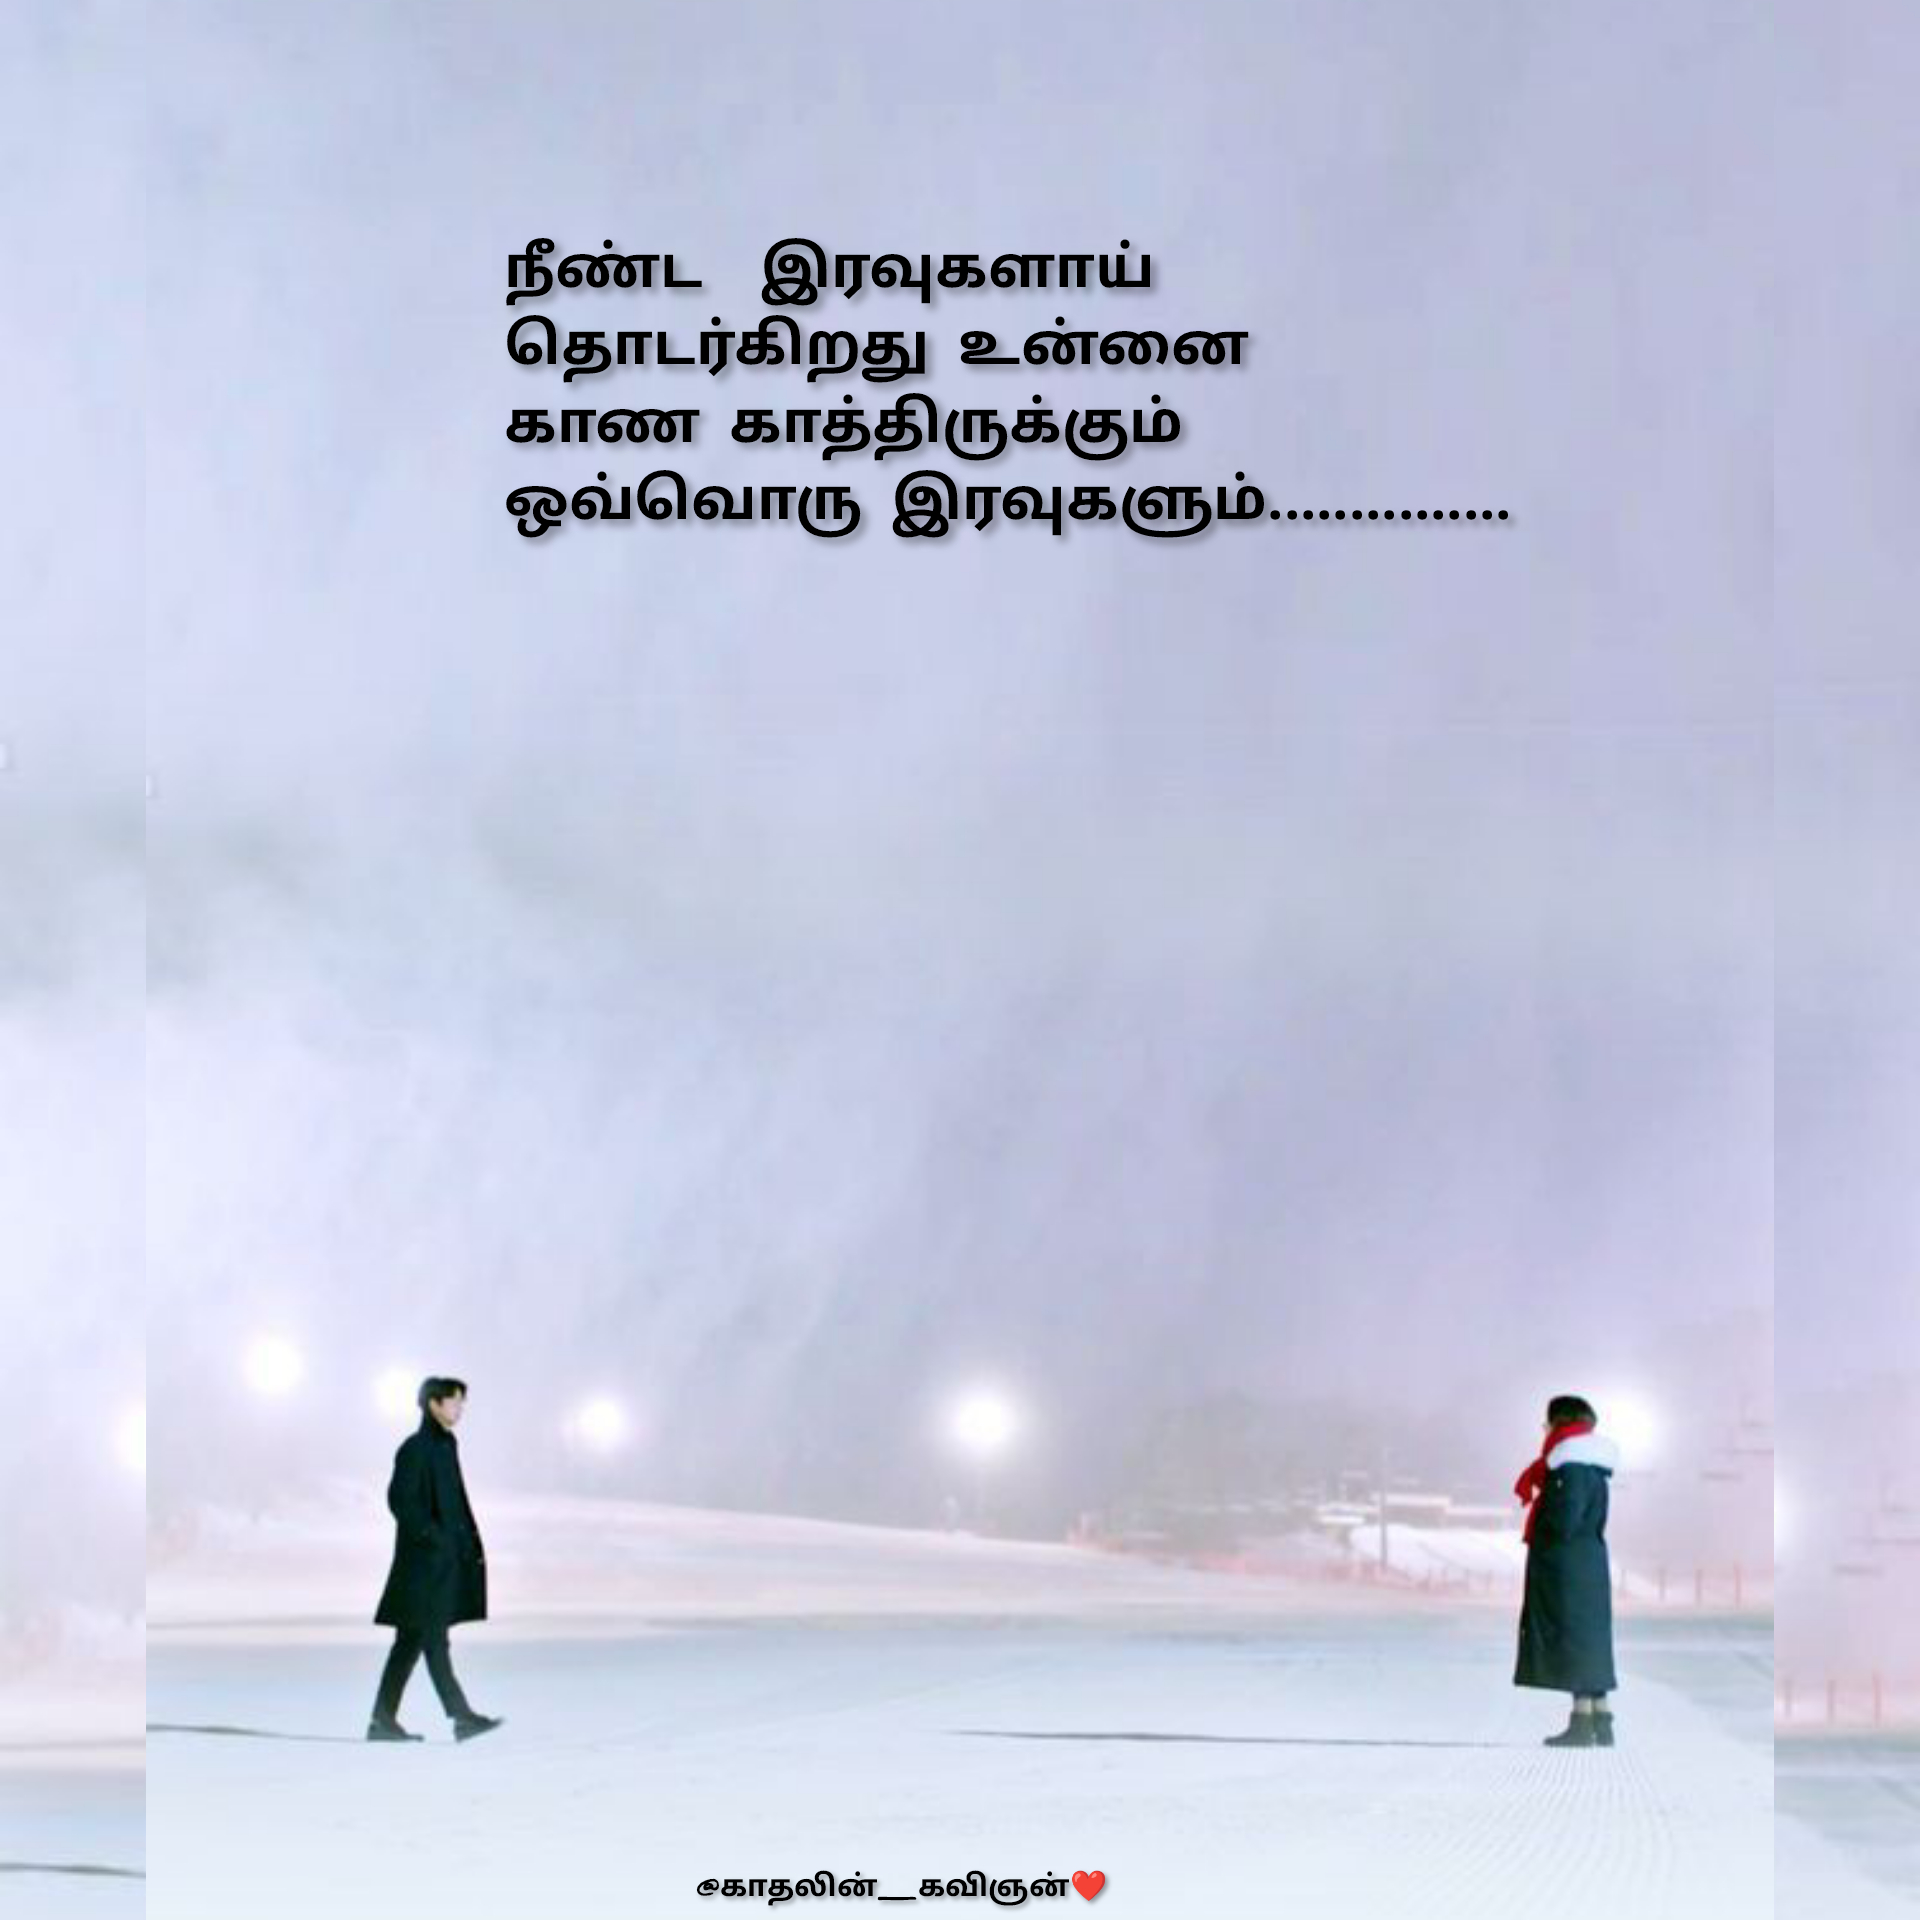 நீண்ட இரவுகளாய்
தொடர்கிறது உன்னை
காண காத்திருக்கும்
ஒவ்வொரு இரவுகளும்...............
@காதலின்__கவிஞன்❤️